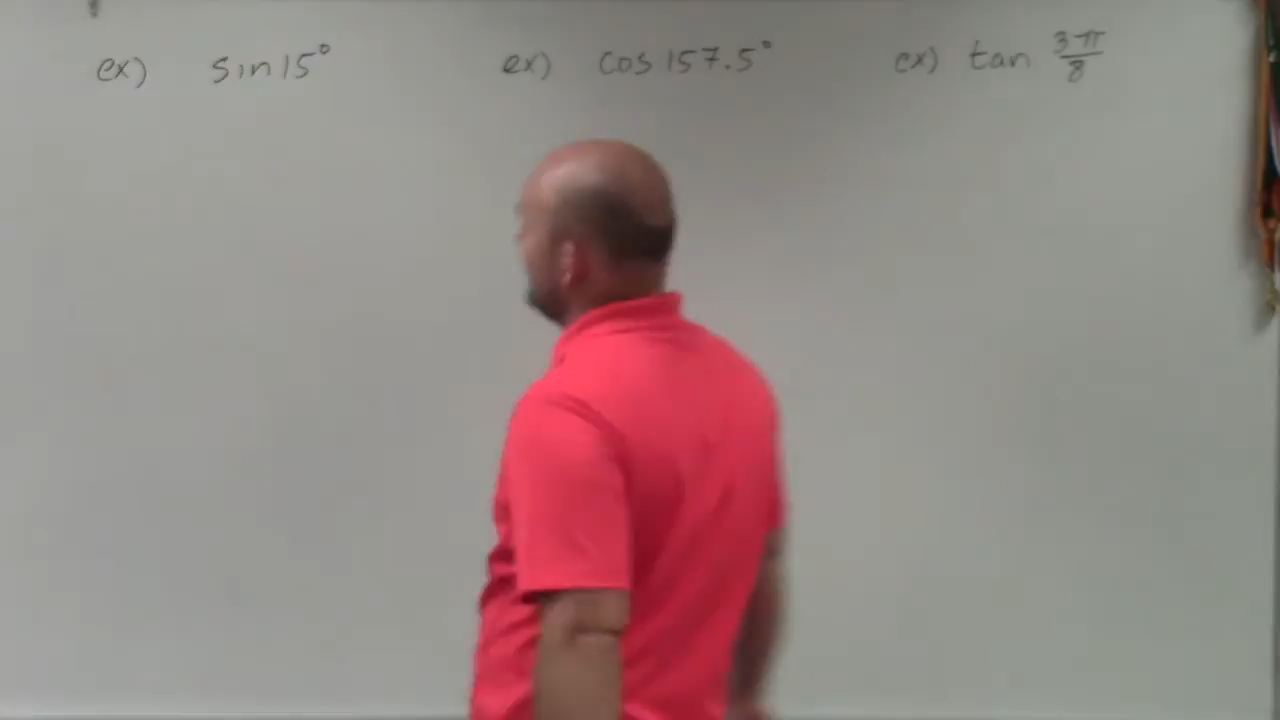 ex) sin 15°
ex) cos 157.5°
ex) tan 3π/8